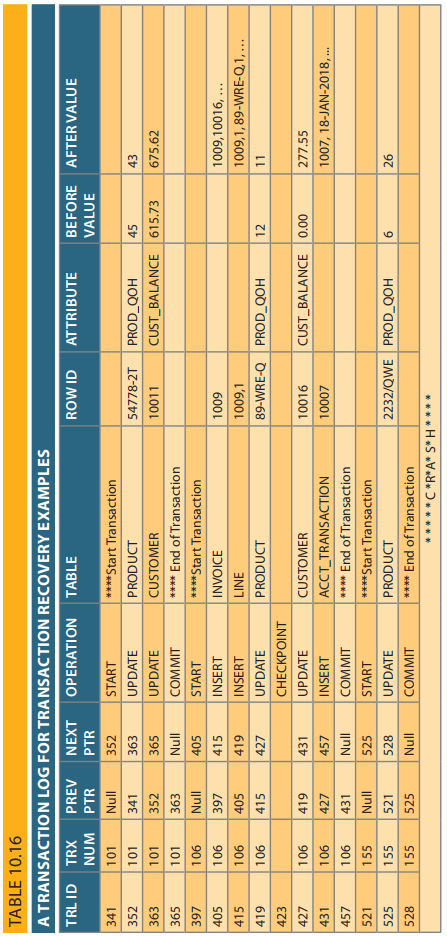 TABLE 10.16
A TRANSACTION LOG FOR TRANSACTION RECOVERY EXAMPLES
TRL ID TRX NUM PREV PTR NEXT PTR OPERATION TABLE ROW ID ATTRIBUTE BEFORE VALUE AFTER VALUE
341 101 Null 352 START ****Start Transaction
352 101 341 363 UPDATE PRODUCT 54778-2T PROD_QOH 45 43
363 101 352 365 UPDATE CUSTOMER 10011 CUST_BALANCE 615.73 675.62
365 101 363 Null COMMIT **** End of Transaction
397 106 Null 405 START ****Start Transaction
405 106 397 415 INSERT INVOICE 1009 1009,10016, …
415 106 405 419 INSERT LINE 1009,1 1009,1, 89-WRE-Q,1, …
419 106 415 427 UPDATE PRODUCT 89-WRE-Q PROD_QOH 12 11
423 CHECKPOINT
427 106 419 431 UPDATE CUSTOMER 10016 CUST_BALANCE 0.00 277.55
431 106 427 457 INSERT ACCT_TRANSACTION 10007 1007, 18-JAN-2018, ...
457 106 431 Null COMMIT **** End of Transaction
521 155 Null 525 START ****Start Transaction
525 155 521 528 UPDATE PRODUCT 2232/QWE PROD_QOH 6 26
528 155 525 Null COMMIT **** End of Transaction
* * * * * C *R*A* S*H * * * *